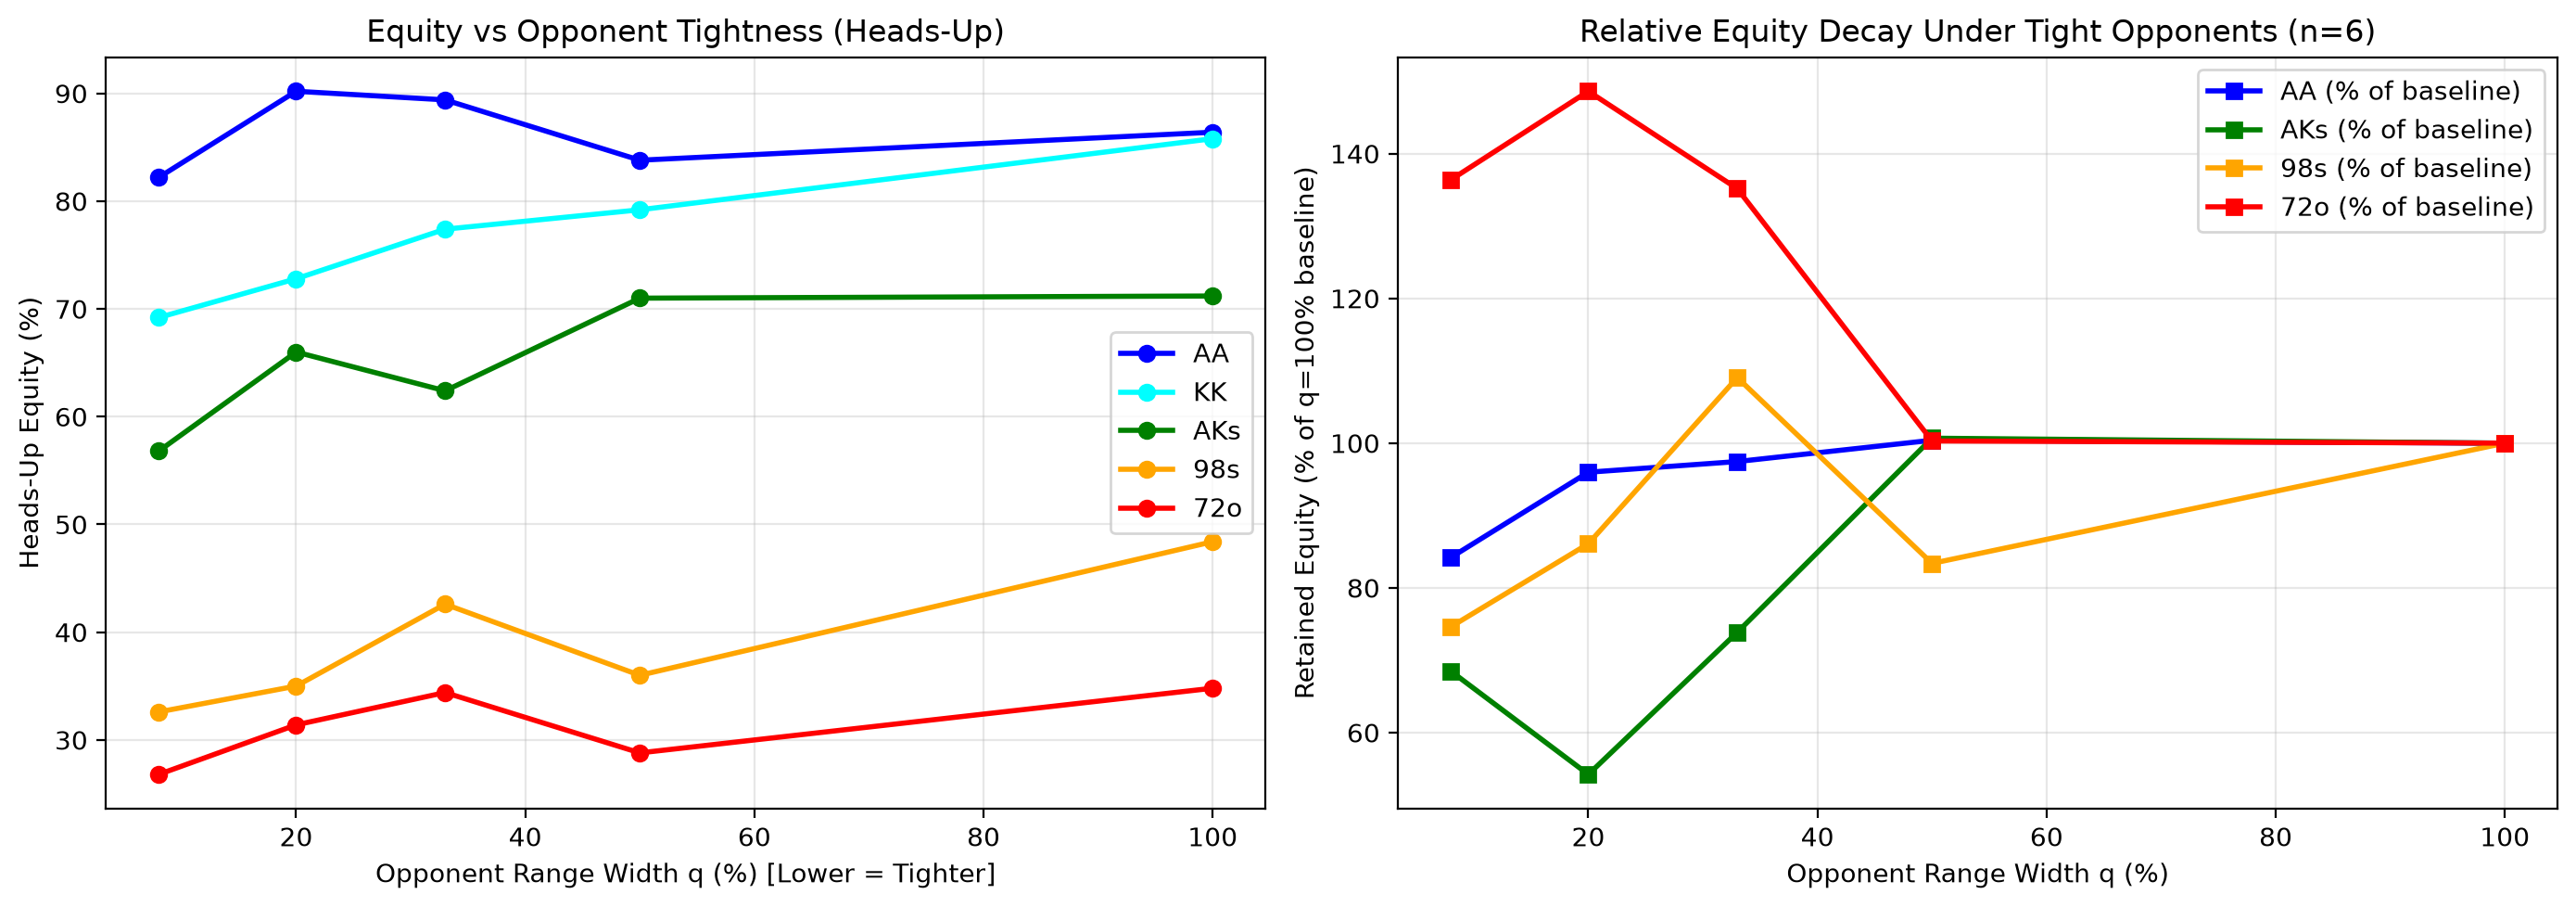 Equity vs Opponent Tightness (Heads-Up)
Heads-Up Equity (%)
90
80
70
60
50
40
30
AA
KK
AKs
98s
72o
20
40
60
80
100
Opponent Range Width q (%) [Lower = Tighter]
Relative Equity Decay Under Tight Opponents (n=6)
Retained Equity (% of q=100% baseline)
140
120
100
80
60
AA (% of baseline)
AKs (% of baseline)
98s (% of baseline)
72o (% of baseline)
20
40
60
80
100
Opponent Range Width q (%)